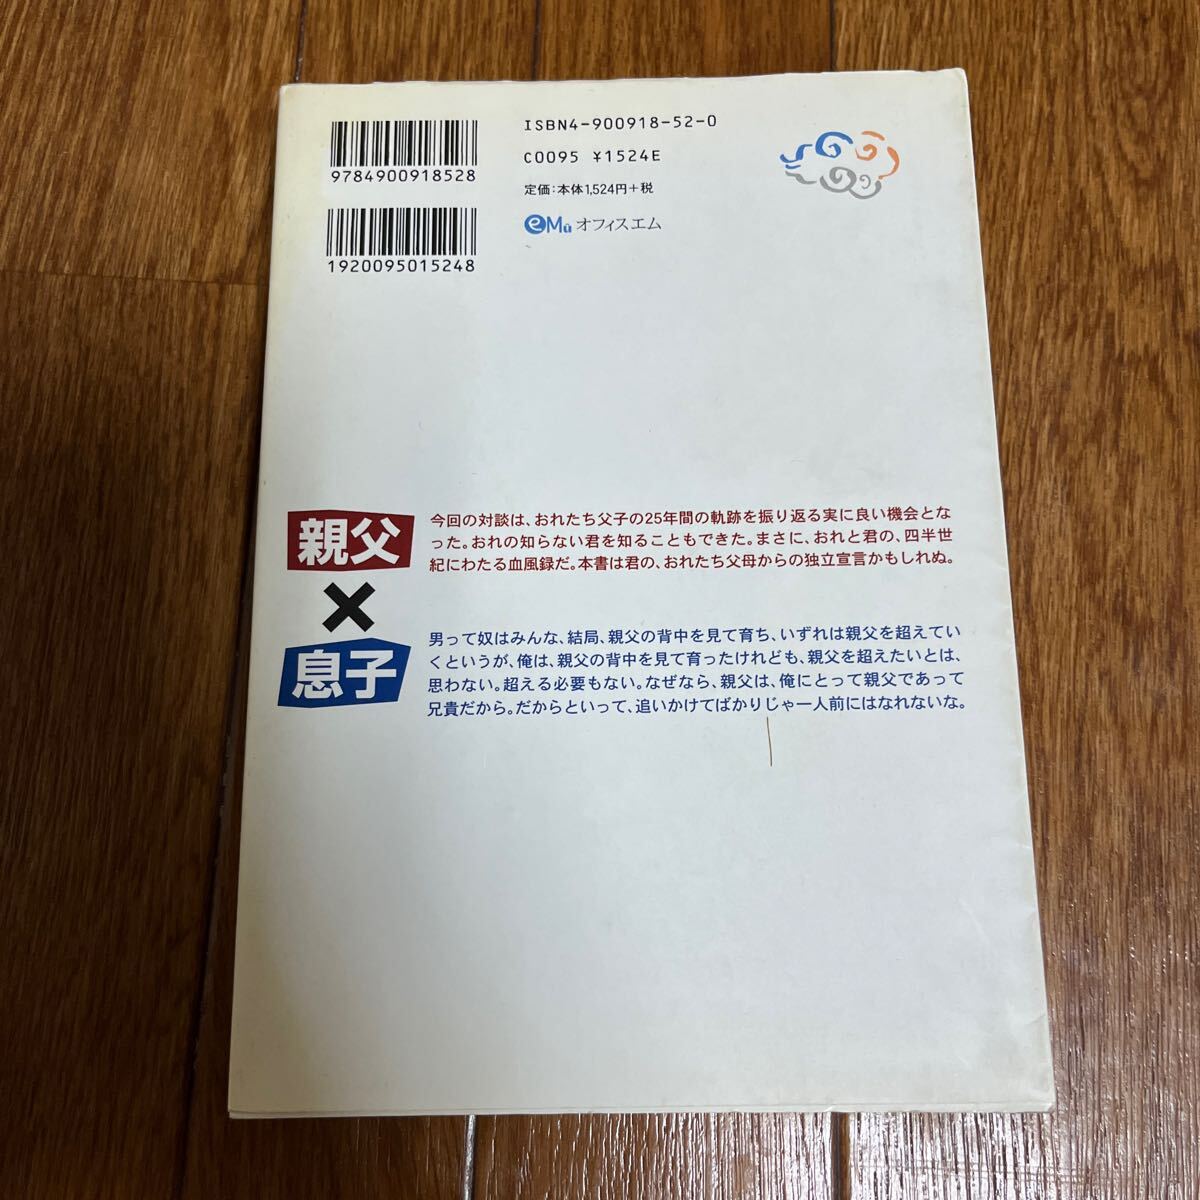 9784900918528
1920095015248
ISBN4-900918-52-0
C0095 ¥1524E
定価:本体1,524円+税
eMu オフィスエム
親父
今回の対談は、おれたち父子の25年間の軌跡を振り返る実に良い機会とな
った。おれの知らない君を知ることもできた。まさに、おれと君の、四半世
紀にわたる血風録だ。本書は君の、おれたち父母からの独立宣言かもしれぬ。
×
息子
男って奴はみんな、結局、親父の背中を見て育ち、いずれは親父を超えてい
くというが、俺は、親父の背中を見て育ったけれども、親父を超えたいとは、
思わない。超える必要もない。なぜなら、親父は、俺にとって親父であって
兄貴だから。だからといって、追いかけてばかりじゃ一人前にはなれないな。